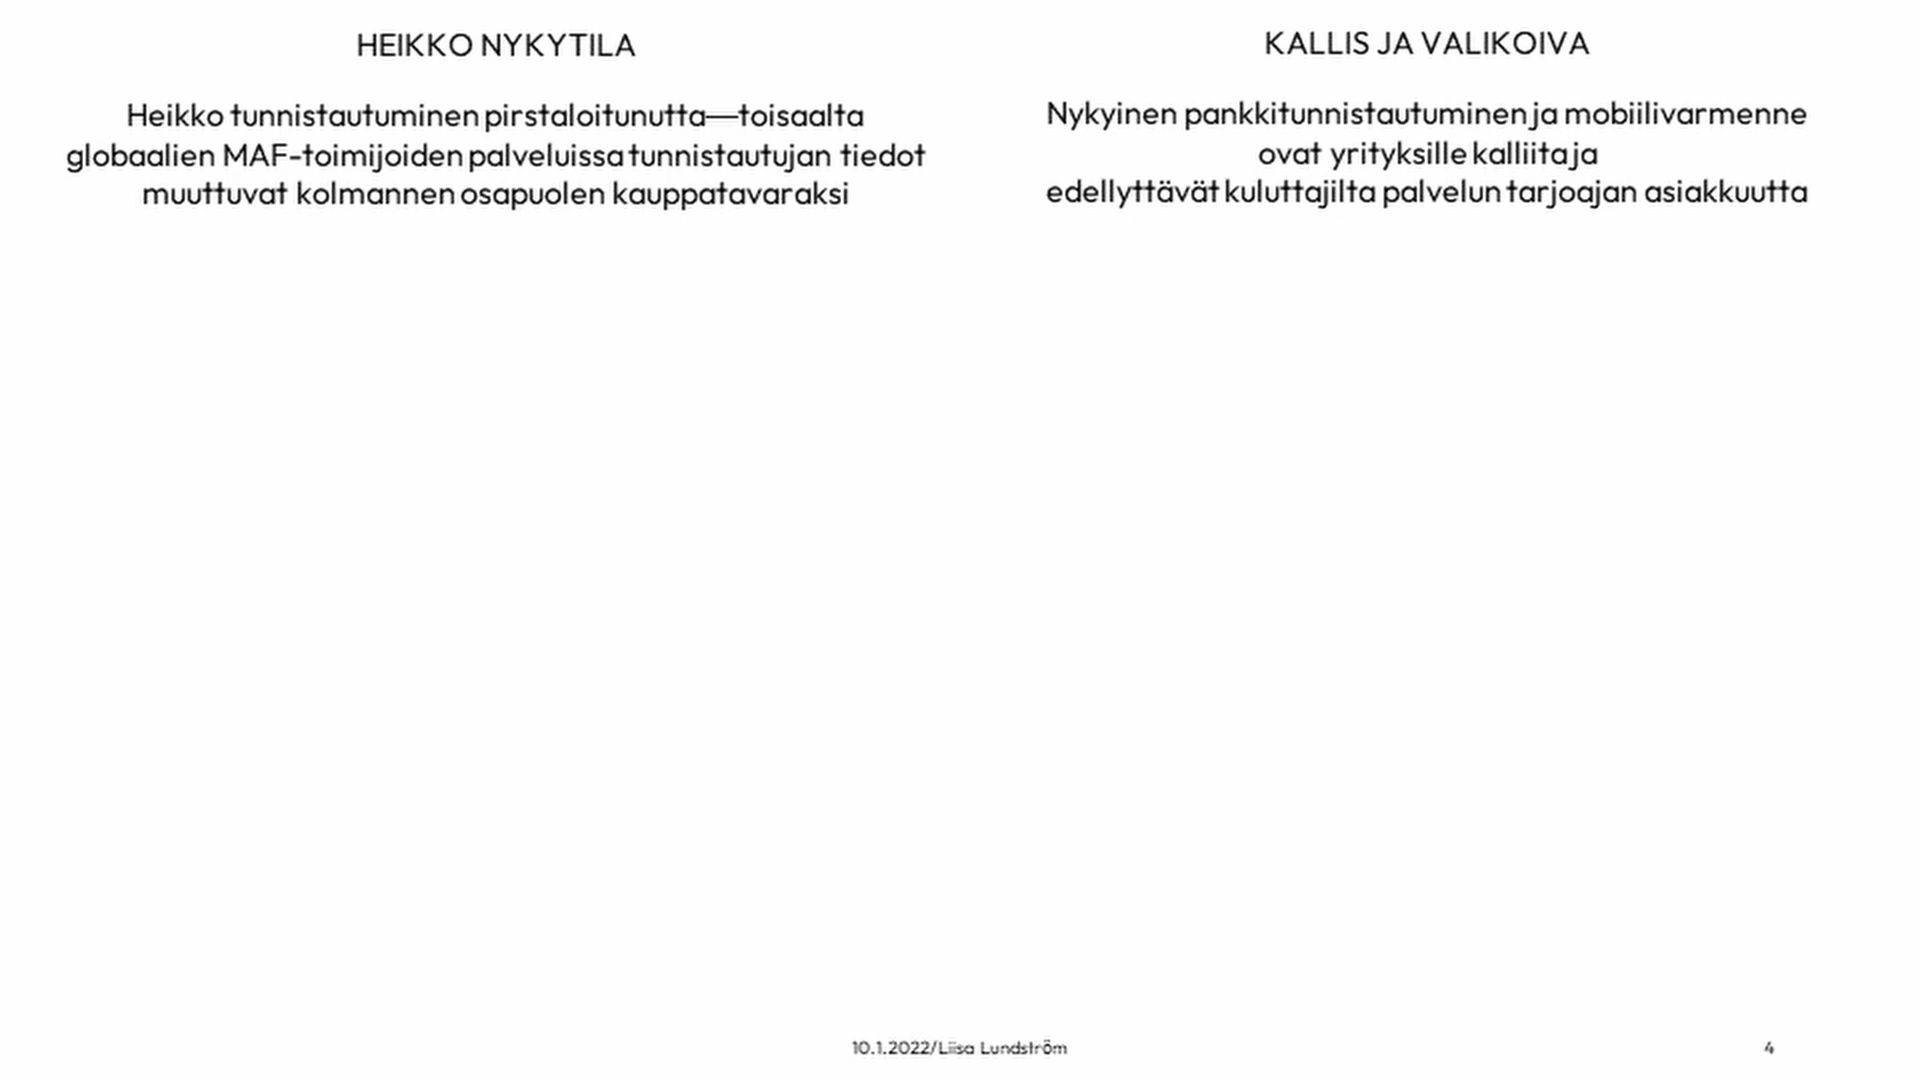 HEIKKO NYKYTILA
Heikko tunnistautuminen pirstaloitunutta—toisaalta
globaalien MAF-toimijoiden palveluissa tunnistautujan tiedot
muuttuvat kolmannen osapuolen kauppatavaraksi
KALLIS JA VALIKOIVA
Nykyinen pankkitunnistautuminen ja mobiilivarmenne
ovat yrityksille kalliita ja
edellyttävät kuluttajilta palvelun tarjoajan asiakkuutta
10.1.2022/Liisa Lundström
4